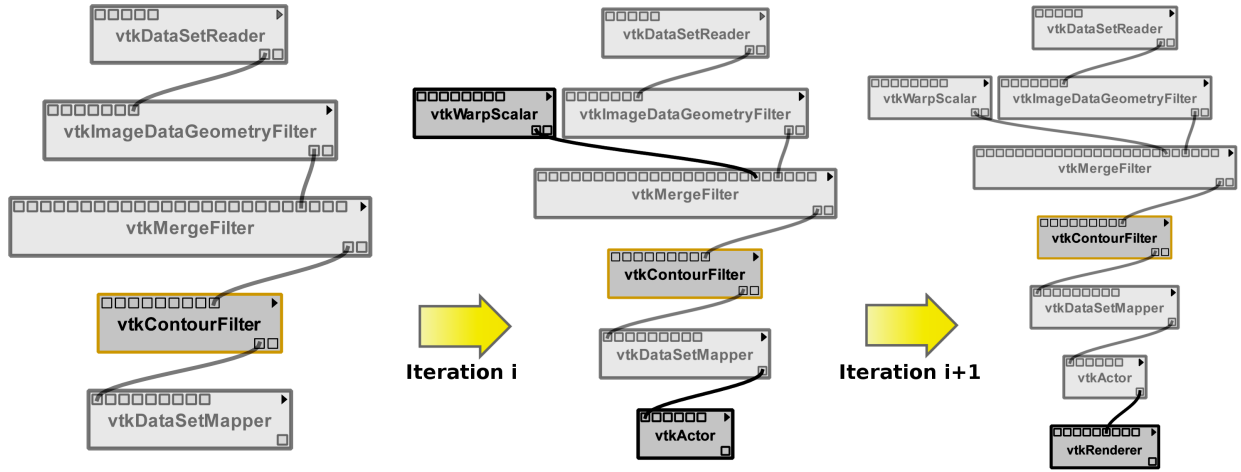 vtkDataSetReader
vtkImageDataGeometryFilter
vtkMergeFilter
vtkContourFilter
vtkDataSetMapper
Iteration i
vtkDataSetReader
vtkWarpScalar
vtkImageDataGeometryFilter
vtkMergeFilter
vtkContourFilter
vtkDataSetMapper
vtkActor
Iteration i+1
vtkDataSetReader
vtkWarpScalar
vtkImageDataGeometryFilter
vtkMergeFilter
vtkContourFilter
vtkDataSetMapper
vtkActor
vtkRenderer